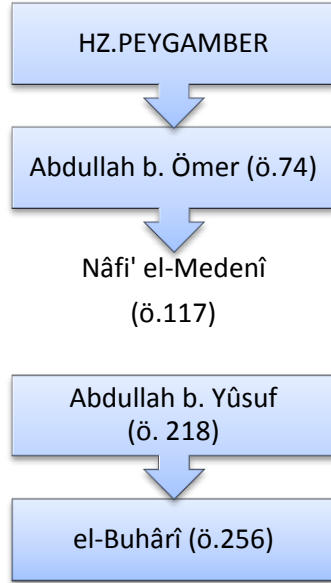 HZ.PEYGAMBER
Abdullah b. Ömer (ö.74)
Nâfi' el-Medenî
(ö.117)
Abdullah b. Yûsuf
(ö. 218)
el-Buhârî (ö.256)